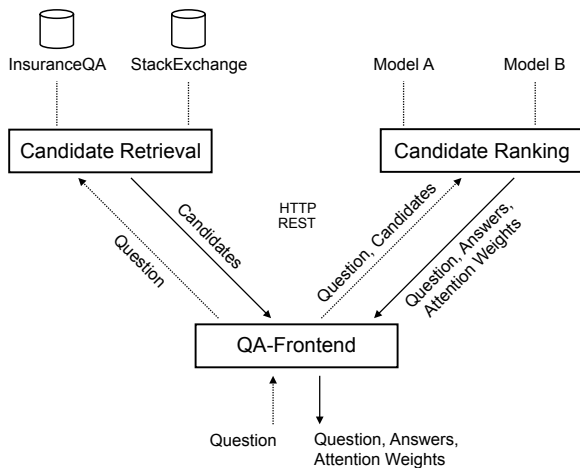 InsuranceQA
StackExchange
Model A
Model B
Candidate Retrieval
Candidate Ranking
Question
Candidates
HTTP
REST
Question, Candidates
Question, Answers,
Attention Weights
QA-Frontend
Question
Question, Answers,
Attention Weights